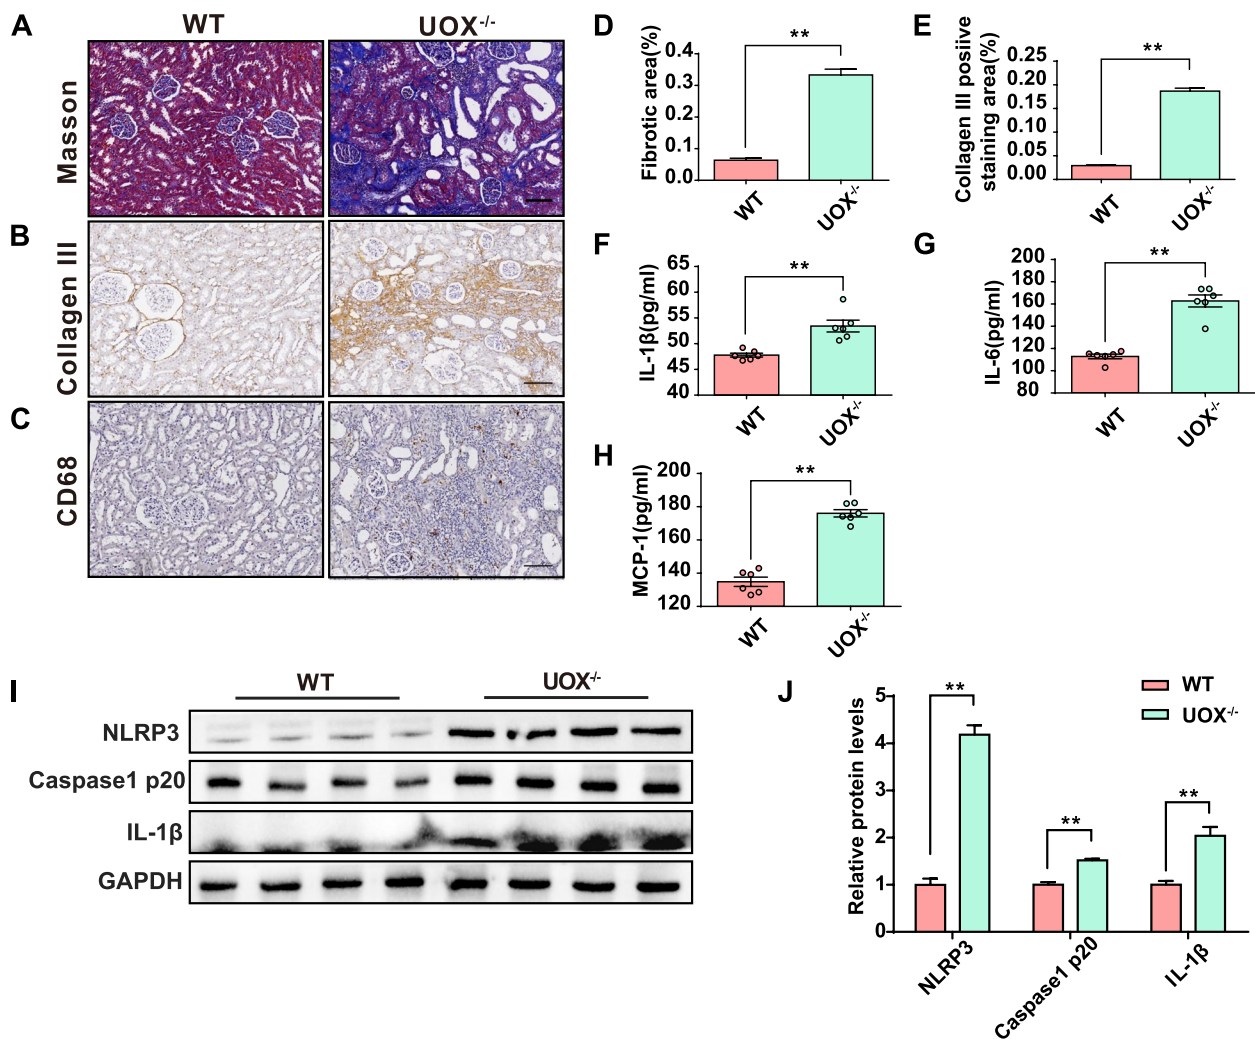 A
WT
UOX-/-
Masson
B
Collagen III
C
CD68
D
Fibrotic area(%)
0.4
0.3
0.2
0.1
0.0
**
WT
UOX-/-
E
Collagen III posiive
staining area(%)
0.25
0.20
0.15
0.10
0.05
0.00
**
WT
UOX-/-
F
IL-1β(pg/ml)
65
60
55
50
45
40
**
WT
UOX-/-
G
IL-6(pg/ml)
200
180
160
140
120
100
80
**
WT
UOX-/-
H
MCP-1(pg/ml)
200
180
160
140
120
**
WT
UOX-/-
I
WT
UOX-/-
NLRP3
Caspase1 p20
IL-1β
GAPDH
J
Relative protein levels
5
4
3
2
1
0
**
**
**
WT
UOX-/-
NLRP3
Caspase1 p20
IL-1β